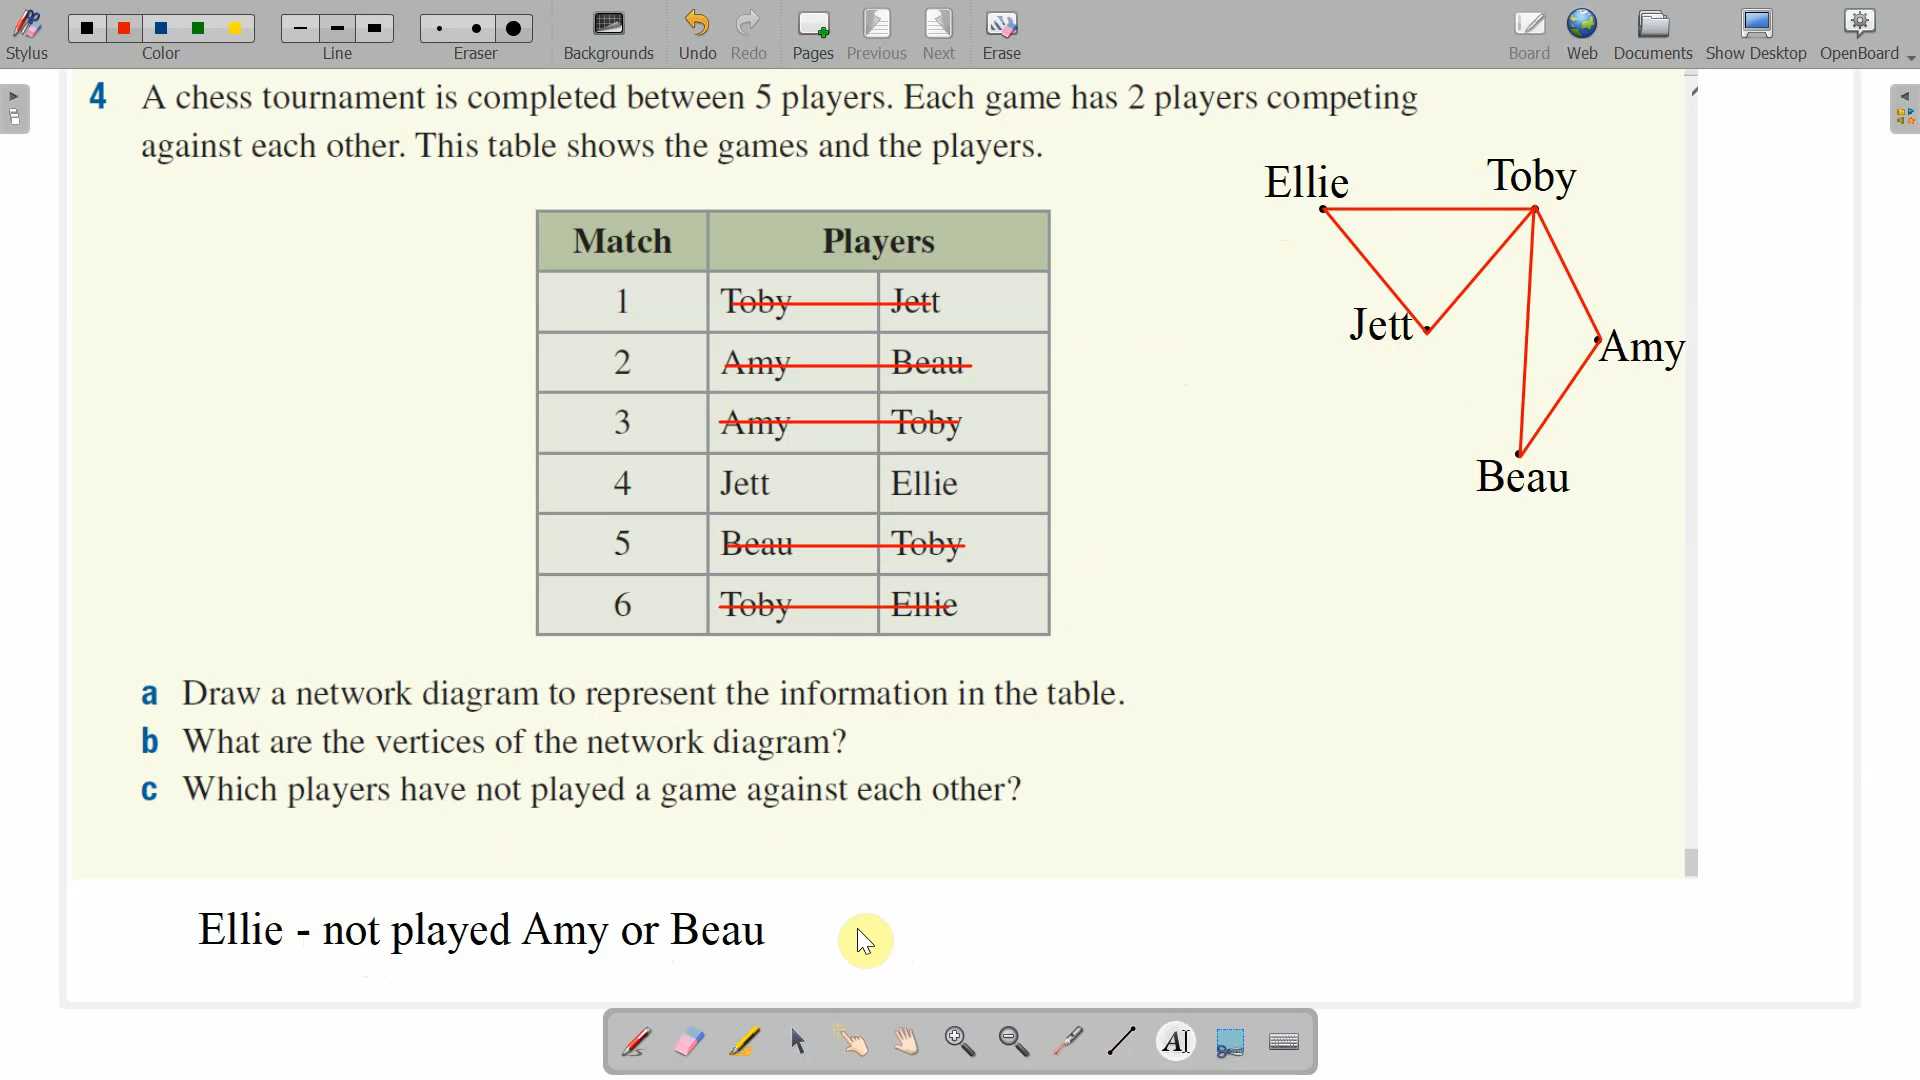 Stylus Color Line Eraser Backgrounds Undo Redo Pages Previous Next Erase Board Web Documents Show Desktop OpenBoard
4 A chess tournament is completed between 5 players. Each game has 2 players competing
against each other. This table shows the games and the players.
Ellie Toby
Jett Amy
Beau
Match Players
1 Toby Jett
2 Amy Beau
3 Amy Toby
4 Jett Ellie
5 Beau Toby
6 Toby Ellie
a Draw a network diagram to represent the information in the table.
b What are the vertices of the network diagram?
c Which players have not played a game against each other?
Ellie - not played Amy or Beau
AI